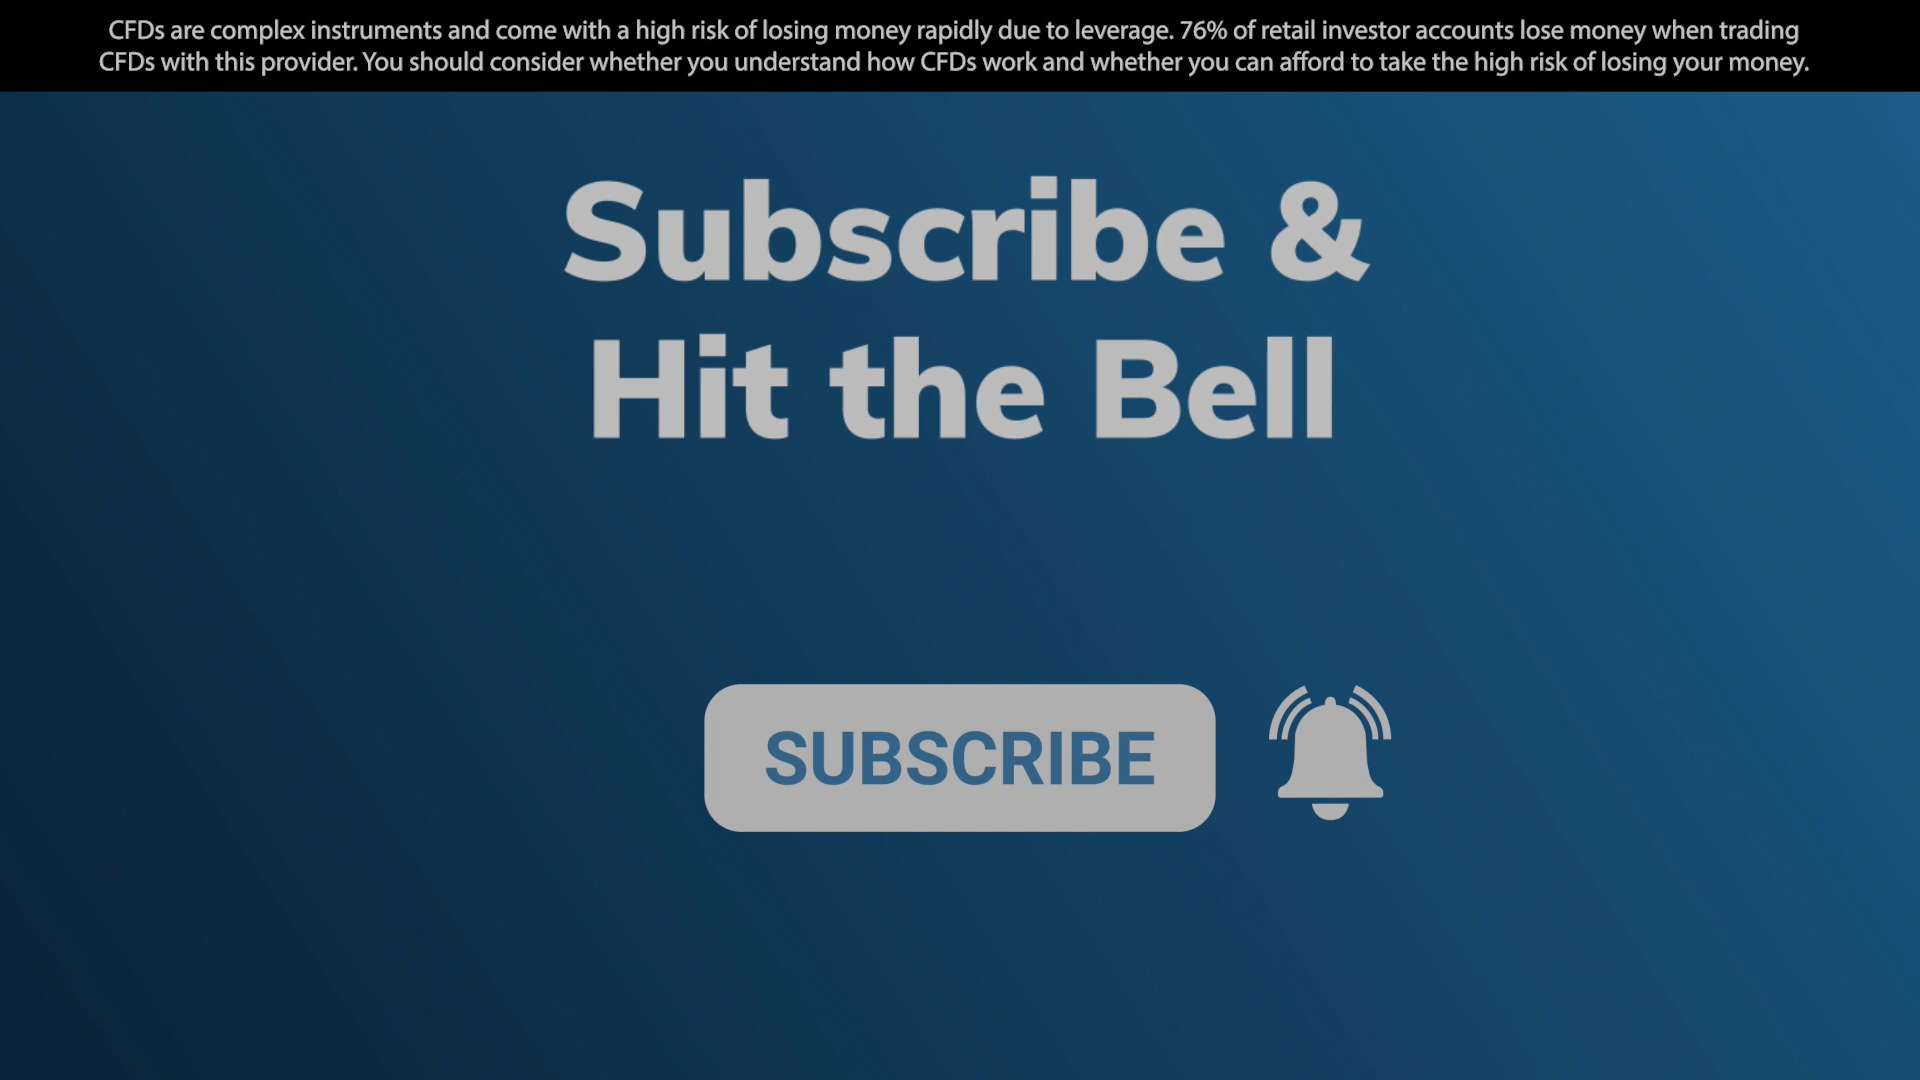 CFDs are complex instruments and come with a high risk of losing money rapidly due to leverage. 76% of retail investor accounts lose money when trading
CFDs with this provider. You should consider whether you understand how CFDs work and whether you can afford to take the high risk of losing your money.
Subscribe &
Hit the Bell
SUBSCRIBE